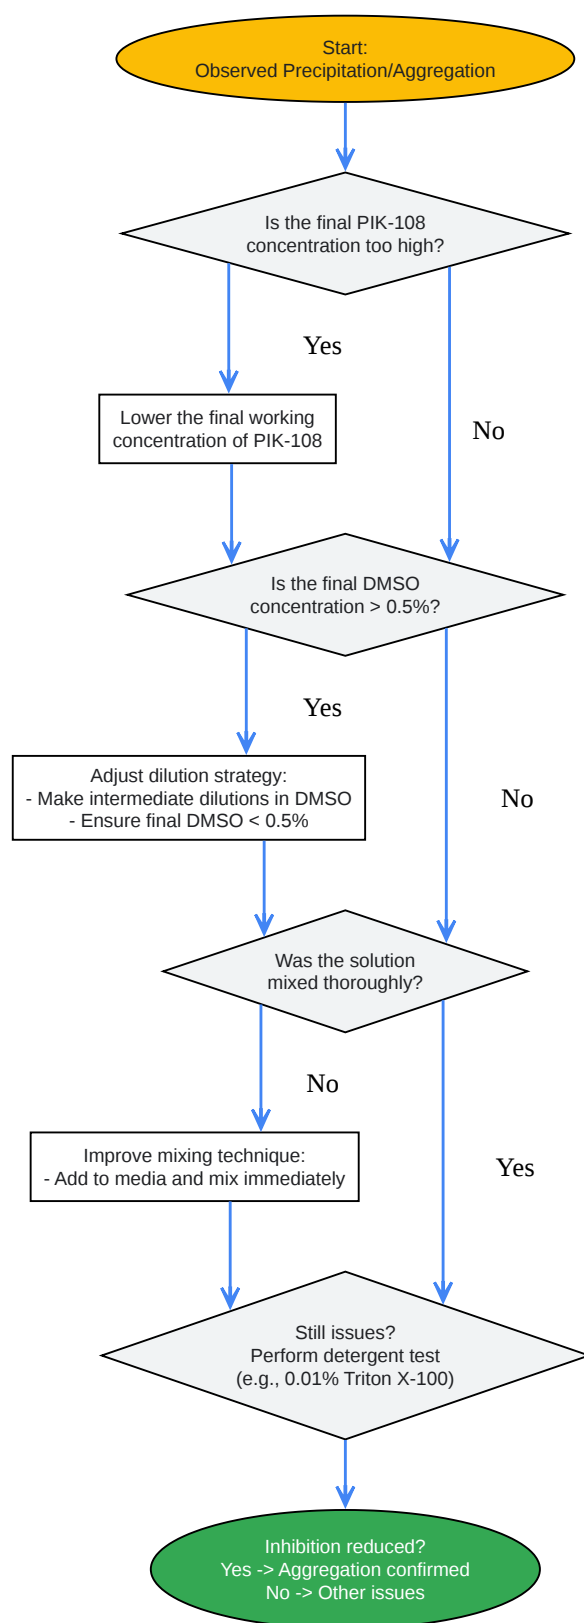 Start:
Observed Precipitation/Aggregation
Is the final PIK-108
concentration too high?
Yes
Lower the final working
concentration of PIK-108
No
Is the final DMSO
concentration > 0.5%?
Yes
Adjust dilution strategy:
- Make intermediate dilutions in DMSO
- Ensure final DMSO < 0.5%
No
Was the solution
mixed thoroughly?
No
Improve mixing technique:
- Add to media and mix immediately
Yes
Still issues?
Perform detergent test
(e.g., 0.01% Triton X-100)
Inhibition reduced?
Yes -> Aggregation confirmed
No -> Other issues